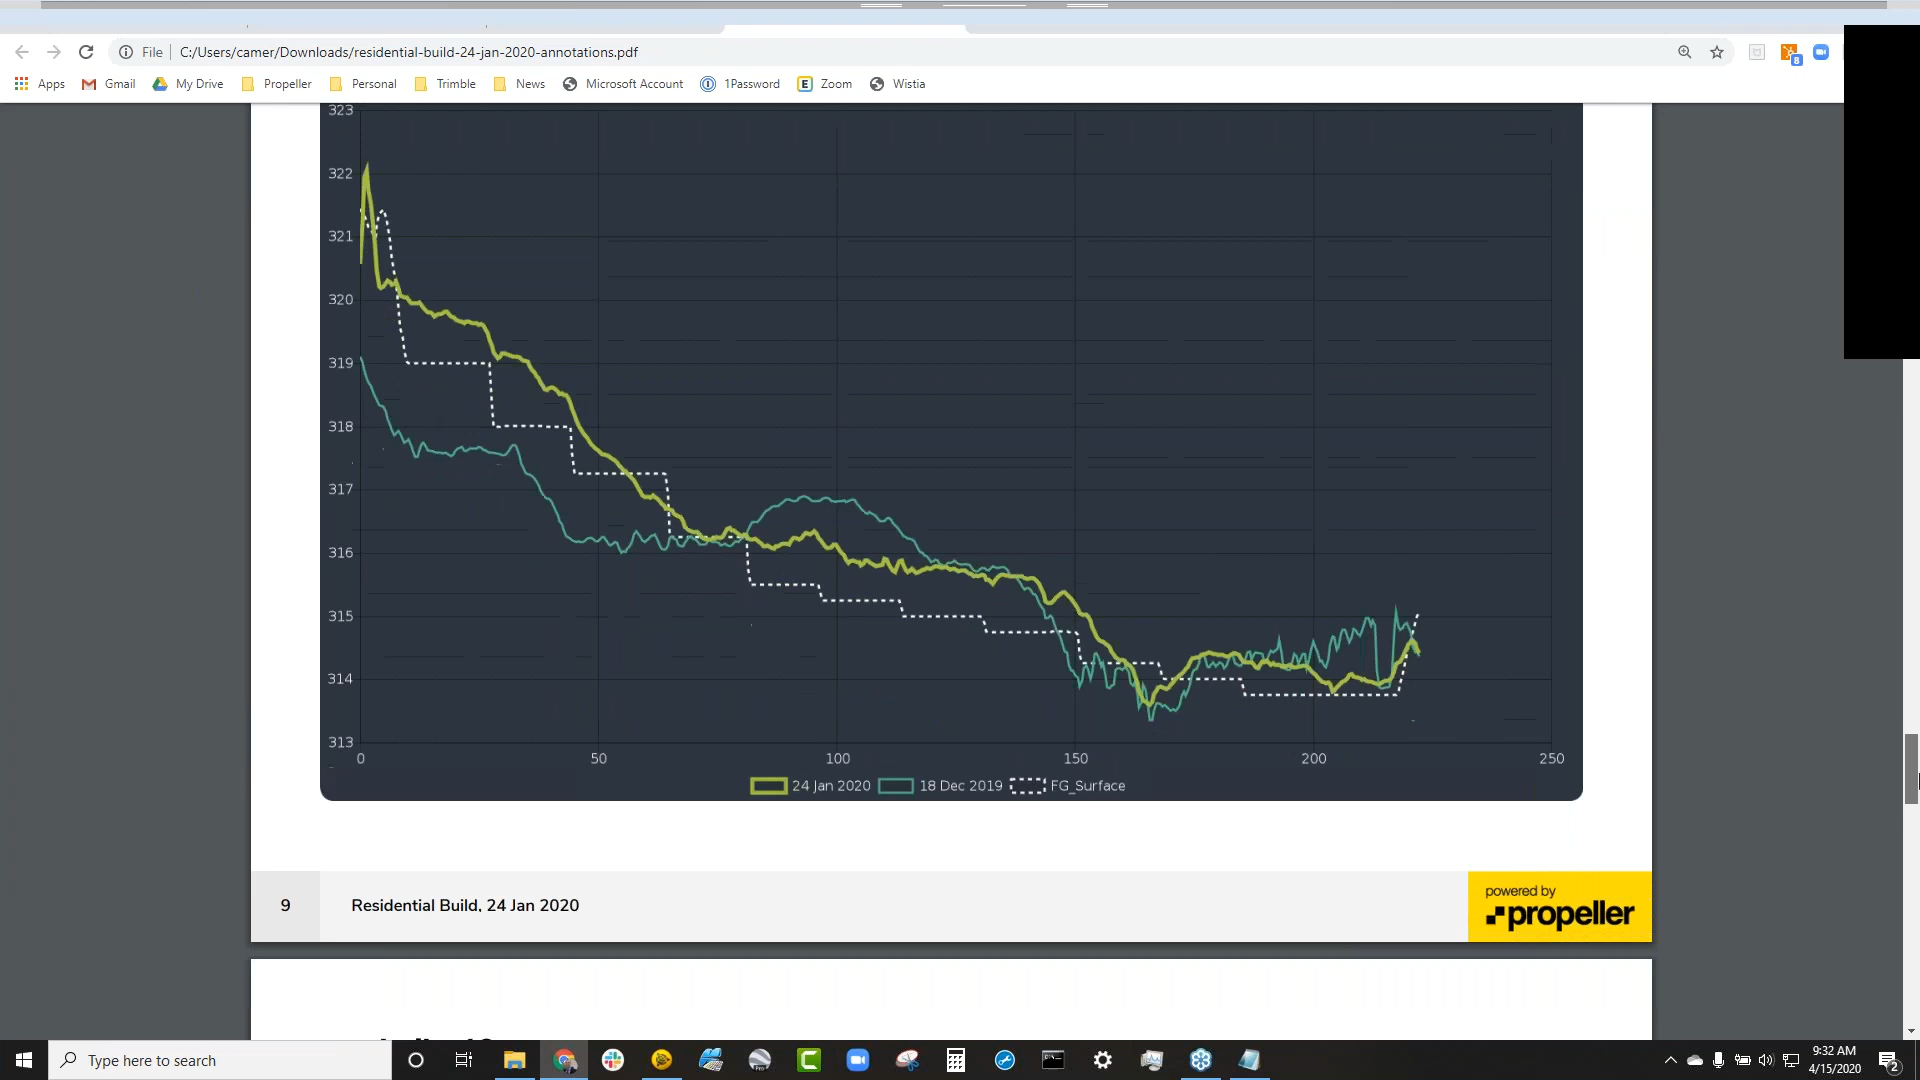 File C:/Users/camer/Downloads/residential-build-24-jan-2020-annotations.pdf
8
Apps Gmail My Drive Propeller Personal Trimble News Microsoft Account 1Password E Zoom Wistia
323
322
321
320
319
318
317
316
315
314
313
0 50 100 150 200 250
24 Jan 2020 18 Dec 2019 FG_Surface
9 Residential Build, 24 Jan 2020
powered by
propeller
Type here to search
9:32 AM
4/15/2020
2